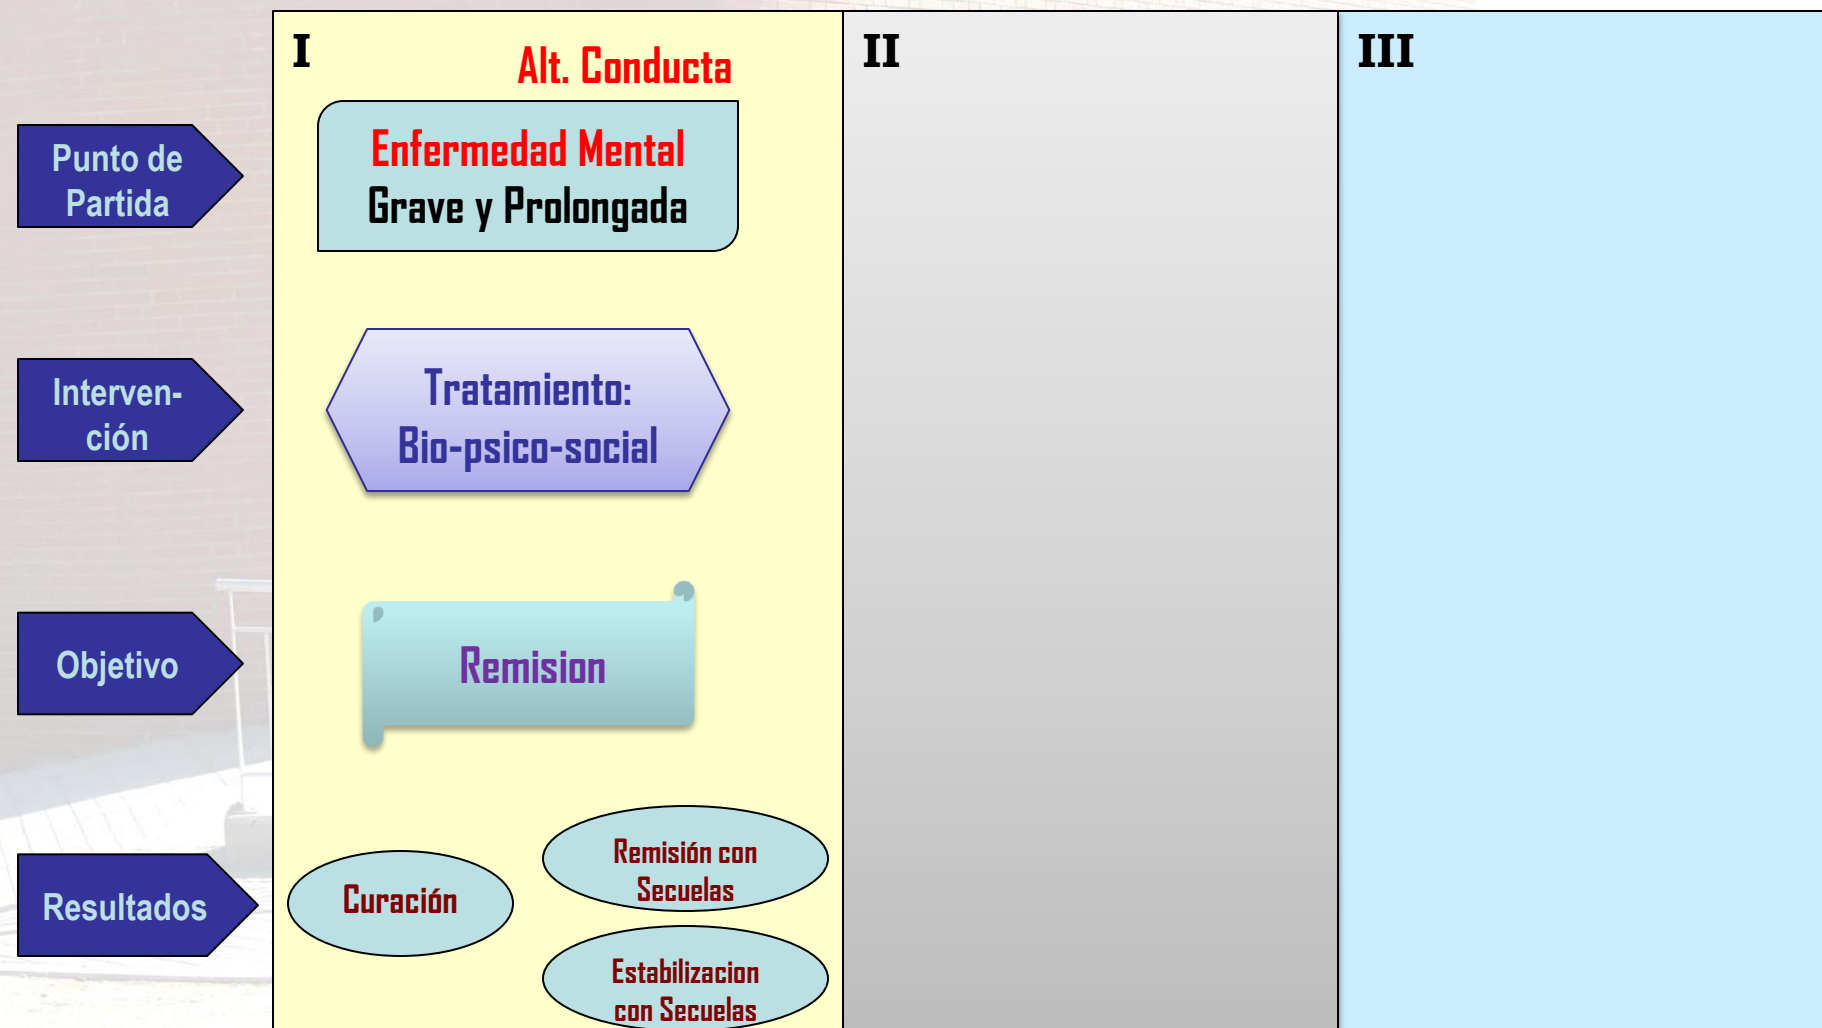 I
II
III
Alt. Conducta
Punto de
Partida
Enfermedad Mental
Grave y Prolongada
Interven-
ción
Tratamiento:
Bio-psico-social
Objetivo
Remision
Resultados
Curación
Remisión con
Secuelas
Estabilizacion
con Secuelas